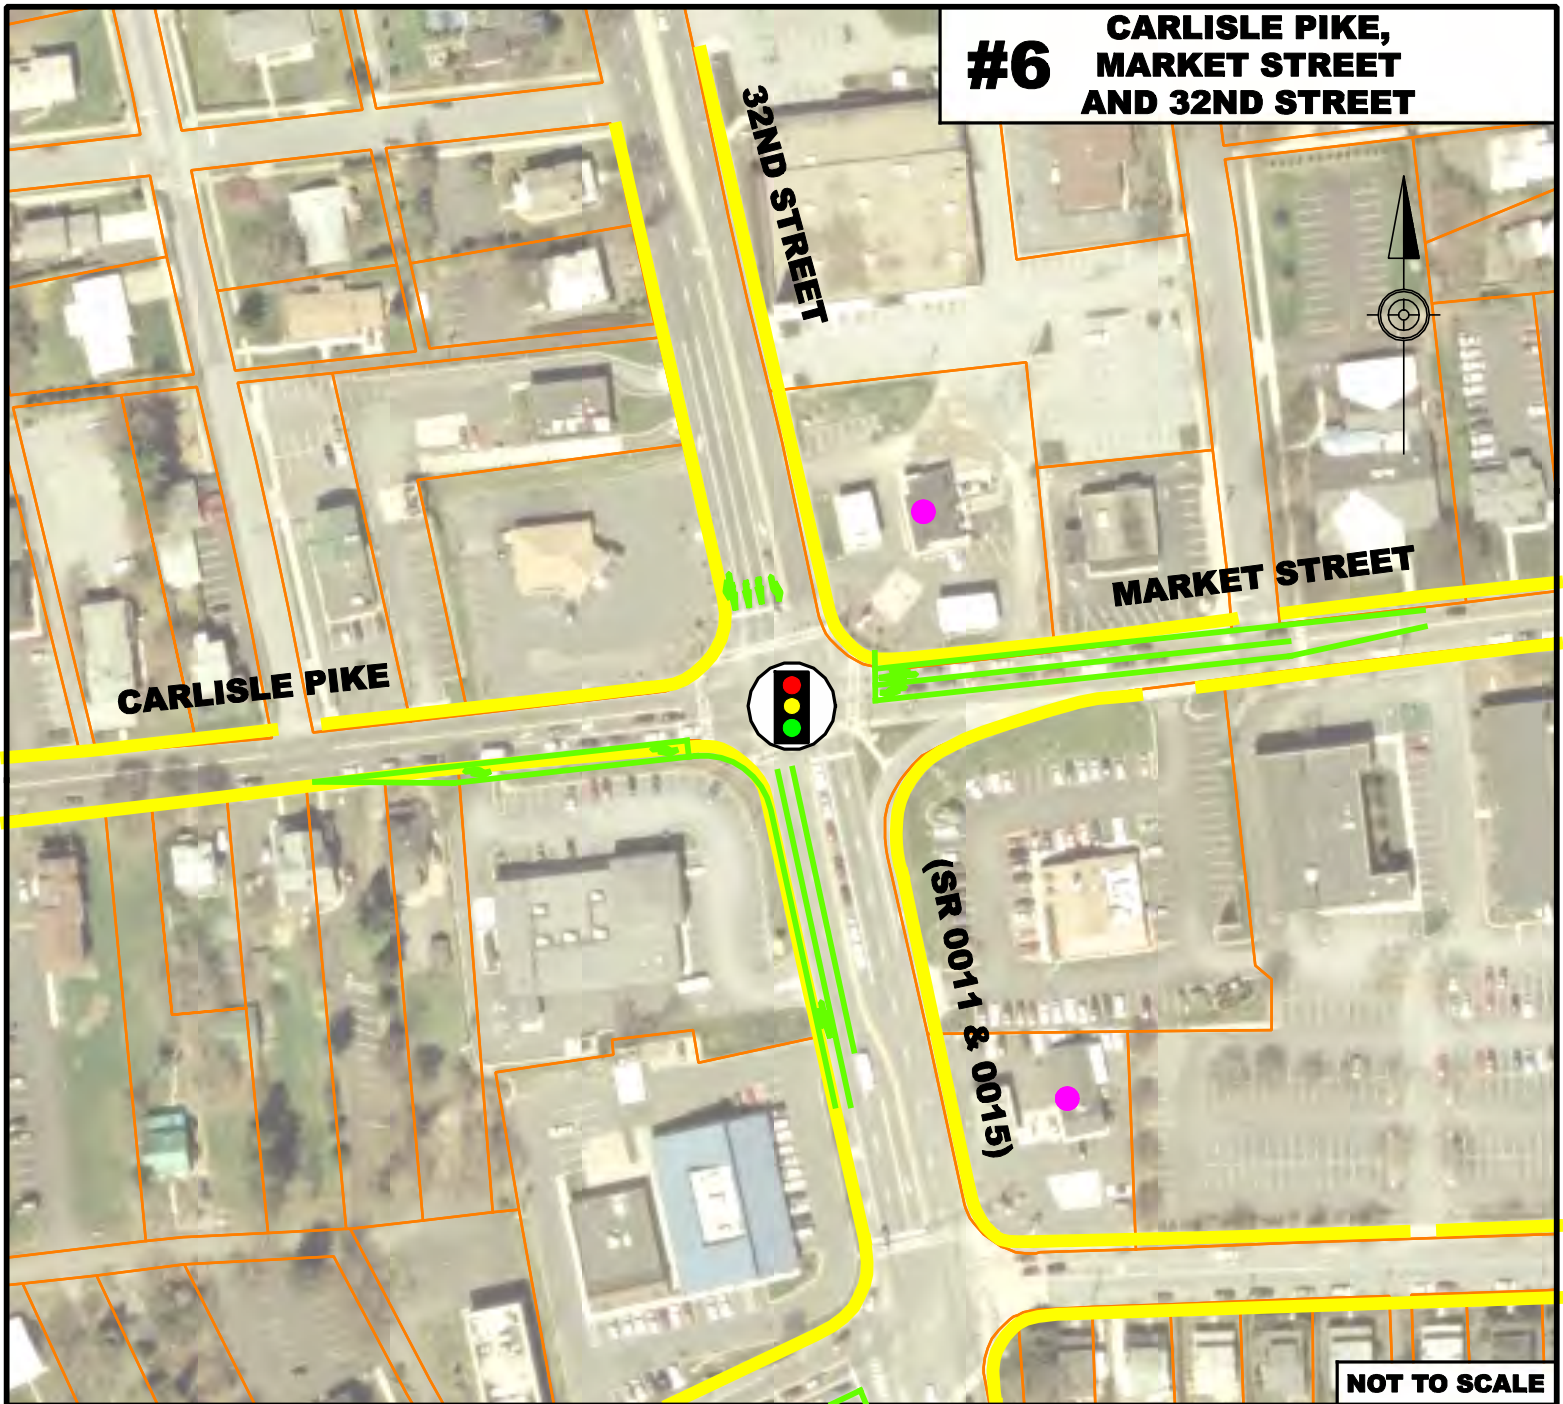 #6
CARLISLE PIKE,
MARKET STREET
AND 32ND STREET
32ND STREET
MARKET STREET
CARLISLE PIKE
(SR 0011 & 0015)
NOT TO SCALE